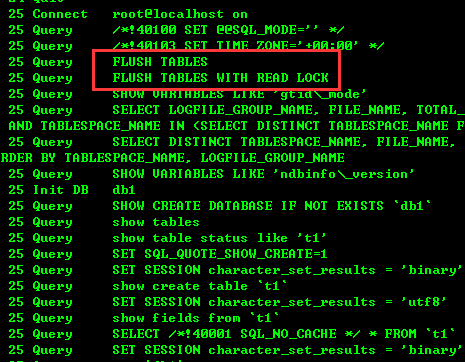 25 Connect root@localhost on
25 Query /*!40100 SET @@SQL_MODE='' */
25 Query /*!40103 SET TIME_ZONE='+00:00' */
25 Query FLUSH TABLES
25 Query FLUSH TABLES WITH READ LOCK
25 Query SHOW VARIABLES LIKE 'gtid\_mode'
25 Query SELECT LOGFILE_GROUP_NAME, FILE_NAME, TOTAL_
AND TABLESPACE_NAME IN (SELECT DISTINCT TABLESPACE_NAME F
25 Query SELECT DISTINCT TABLESPACE_NAME, FILE_NAME,
RDER BY TABLESPACE_NAME, LOGFILE_GROUP_NAME
25 Query SHOW VARIABLES LIKE 'ndbinfo\_version'
25 Init DB db1
25 Query SHOW CREATE DATABASE IF NOT EXISTS `db1`
25 Query show tables
25 Query show table status like 't1'
25 Query SET SQL_QUOTE_SHOW_CREATE=1
25 Query SET SESSION character_set_results = 'binary'
25 Query show create table `t1`
25 Query SET SESSION character_set_results = 'utf8'
25 Query show fields from `t1`
25 Query SELECT /*!40001 SQL_NO_CACHE */ * FROM `t1`
25 Query SET SESSION character_set_results = 'binary'